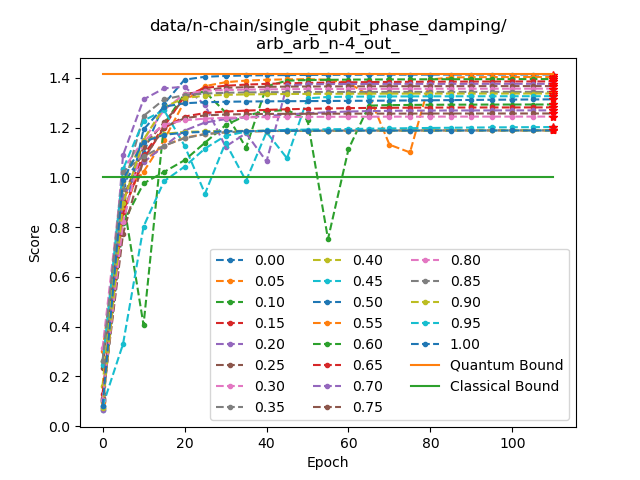 data/n-chain/single_qubit_phase_damping/
arb_arb_n-4_out_
Score
1.4
1.2
1.0
0.8
0.6
0.4
0.2
0.0
0.00 0.40 0.80
0.05 0.45 0.85
0.10 0.50 0.90
0.15 0.55 0.95
0.20 0.60 1.00
0.25 0.65 Quantum Bound
0.30 0.70 Classical Bound
0.35 0.75
0 20 40 60 80 100
Epoch